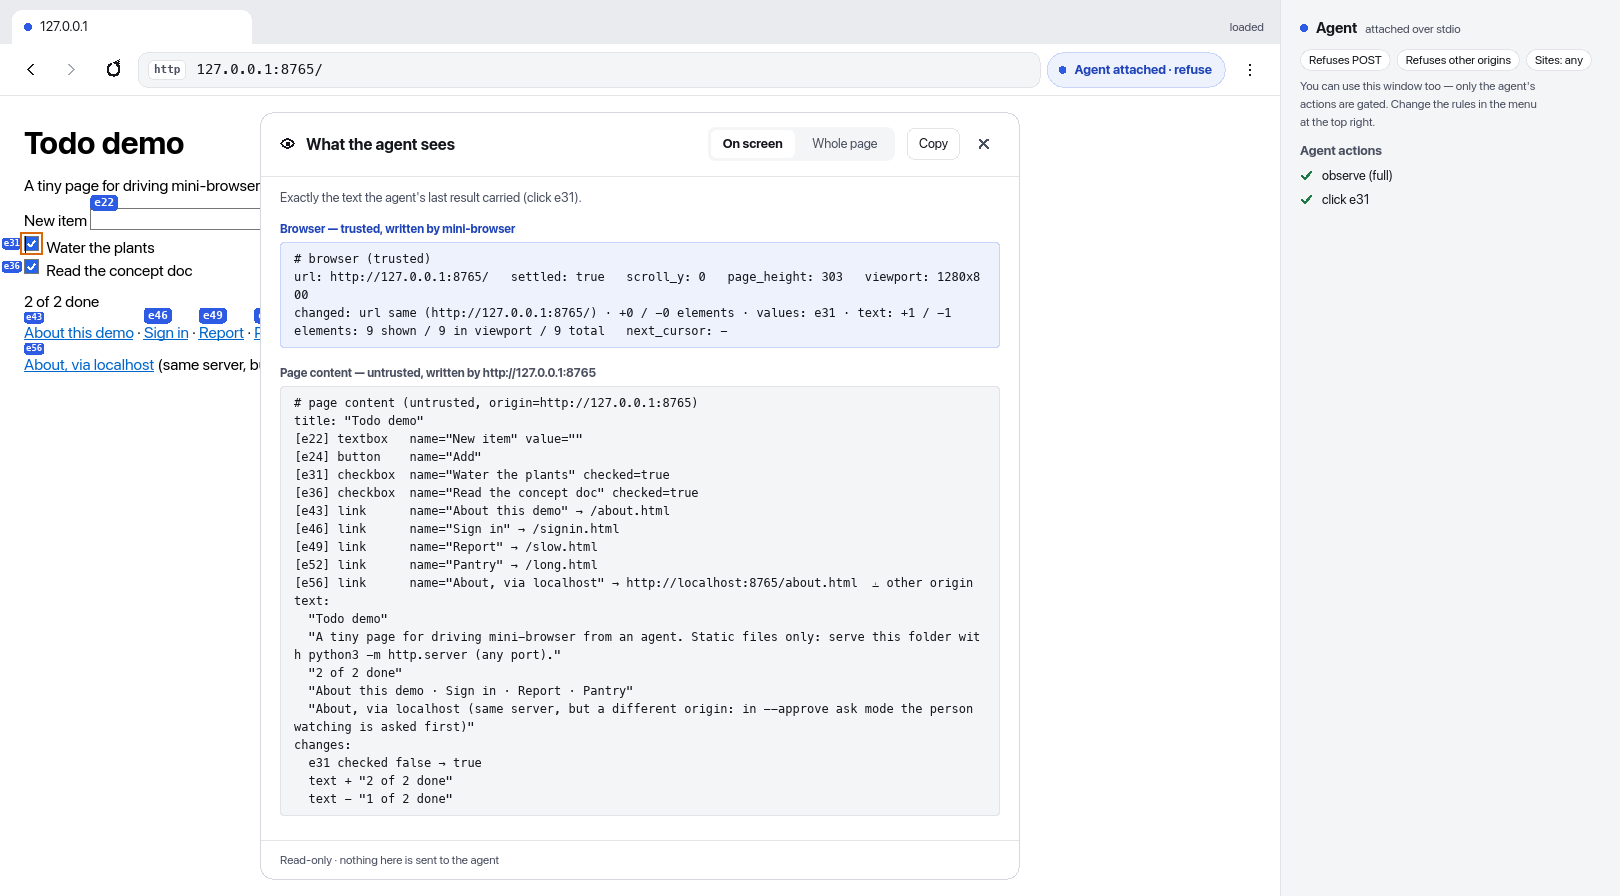 127.0.0.1
loaded
http 127.0.0.1:8765/
Agent attached · refuse
Todo demo
A tiny page for driving mini-browser
e22
New item
e31
Water the plants
e36
Read the concept doc
2 of 2 done
e43 e46 e49
About this demo · Sign in · Report ·
e56
About, via localhost (same server,
What the agent sees
On screen
Whole page
Copy
Exactly the text the agent's last result carried (click e31).
Browser — trusted, written by mini-browser
# browser (trusted)
url: http://127.0.0.1:8765/ settled: true scroll_y: 0 page_height: 303 viewport: 1280x8
00
changed: url same (http://127.0.0.1:8765/) · +0 / −0 elements · values: e31 · text: +1 / −1
elements: 9 shown / 9 in viewport / 9 total next_cursor: —
Page content — untrusted, written by http://127.0.0.1:8765
# page content (untrusted, origin=http://127.0.0.1:8765)
title: "Todo demo"
[e22] textbox name="New item" value=""
[e24] button name="Add"
[e31] checkbox name="Water the plants" checked=true
[e36] checkbox name="Read the concept doc" checked=true
[e43] link name="About this demo" → /about.html
[e46] link name="Sign in" → /signin.html
[e49] link name="Report" → /slow.html
[e52] link name="Pantry" → /long.html
[e56] link name="About, via localhost" → http://localhost:8765/about.html ⚠ other origin
text:
"Todo demo"
"A tiny page for driving mini-browser from an agent. Static files only: serve this folder wit
h python3 -m http.server (any port)."
"2 of 2 done"
"About this demo · Sign in · Report · Pantry"
"About, via localhost (same server, but a different origin: in --approve ask mode the person
watching is asked first)"
changes:
e31 checked false → true
text + "2 of 2 done"
text − "1 of 2 done"
Read-only · nothing here is sent to the agent
Agent attached over stdio
Refuses POST
Refuses other origins
Sites: any
You can use this window too — only the agent's
actions are gated. Change the rules in the menu
at the top right.
Agent actions
observe (full)
click e31